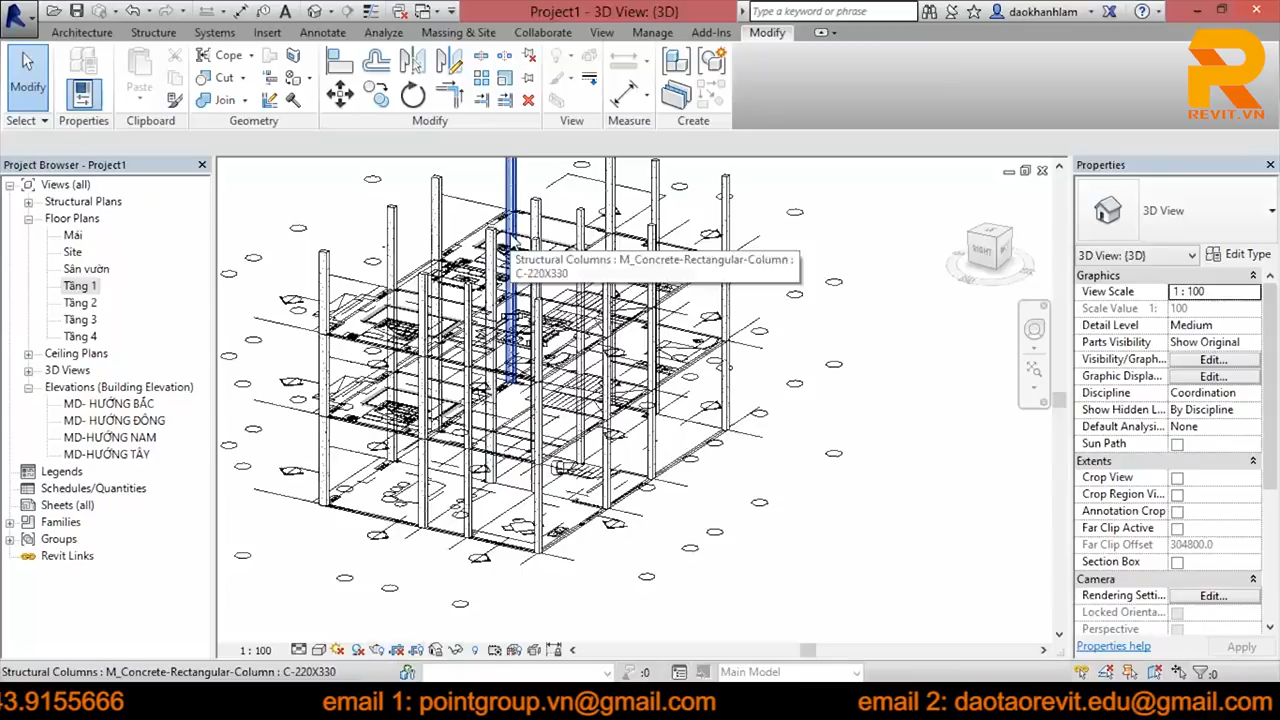 Project1 - 3D View: {3D}
Type a keyword or phrase
daokhanhlam
Architecture
Structure
Systems
Insert
Annotate
Analyze
Massing & Site
Collaborate
View
Manage
Add-Ins
Modify
Modify
Select
Properties
Paste
Clipboard
Cope
Cut
Join
Geometry
Modify
View
Measure
Create
REVIT.VN
Project Browser - Project1
Views (all)
Structural Plans
Floor Plans
Mái
Site
Sân vườn
Tầng 1
Tầng 2
Tầng 3
Tầng 4
Ceiling Plans
3D Views
Elevations (Building Elevation)
MD- HƯỚNG BẮC
MD- HƯỚNG ĐÔNG
MD-HƯỚNG NAM
MD-HƯỚNG TÂY
Legends
Schedules/Quantities
Sheets (all)
Families
Groups
Revit Links
Structural Columns : M_Concrete-Rectangular-Column :
C-220X330
RIGHT
Properties
3D View
3D View: {3D}
Edit Type
Graphics
View Scale 1 : 100
Scale Value 1: 100
Detail Level Medium
Parts Visibility Show Original
Visibility/Graph... Edit...
Graphic Displa... Edit...
Discipline Coordination
Show Hidden L... By Discipline
Default Analysi... None
Sun Path
Extents
Crop View
Crop Region Vi...
Annotation Crop
Far Clip Active
Far Clip Offset 304800.0
Section Box
Camera
Rendering Setti... Edit...
Locked Orienta...
Perspective
Properties help
Apply
1 : 100
Structural Columns : M_Concrete-Rectangular-Column : C-220X330
:0
Main Model
:0
43.9155666
email 1: pointgroup.vn@gmail.com
email 2: daotaorevit.edu@gmail.com